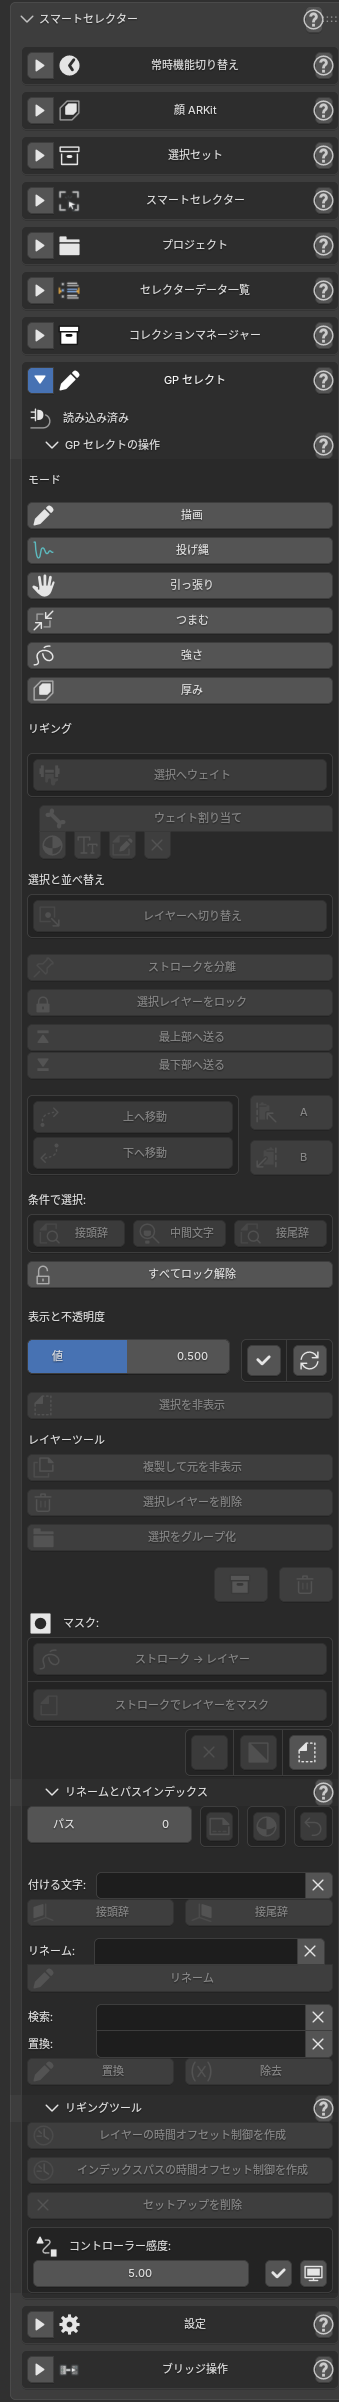 スマートセレクター
常時機能切り替え
顔 ARKit
選択セット
スマートセレクター
プロジェクト
セレクターデータ一覧
コレクションマネージャー
GP セレクト
読み込み済み
GP セレクトの操作
モード
描画
投げ縄
引っ張り
つまむ
強さ
厚み
リギング
選択へウェイト
ウェイト割り当て
選択と並べ替え
レイヤーへ切り替え
ストロークを分離
選択レイヤーをロック
最上部へ送る
最下部へ送る
上へ移動 A
下へ移動 B
条件で選択:
接頭辞 中間文字 接尾辞
すべてロック解除
表示と不透明度
値 0.500
選択を非表示
レイヤーツール
複製して元を非表示
選択レイヤーを削除
選択をグループ化
マスク:
ストローク → レイヤー
ストロークでレイヤーをマスク
リネームとパスインデックス
パス 0
付ける文字:
接頭辞 接尾辞
リネーム:
リネーム
検索:
置換:
置換 除去
リギングツール
レイヤーの時間オフセット制御を作成
インデックスパスの時間オフセット制御を作成
セットアップを削除
コントローラー感度:
5.00
設定
ブリッジ操作